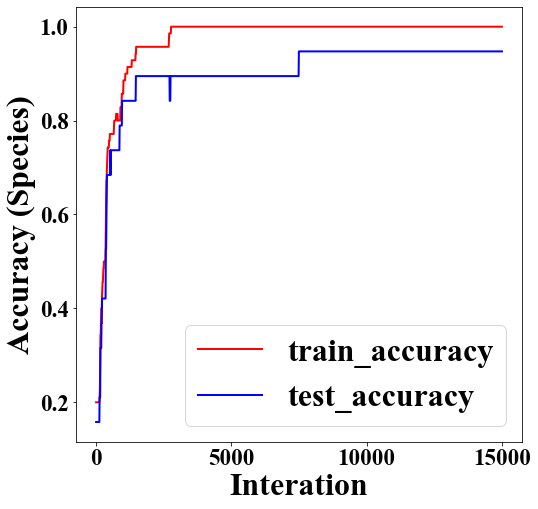 Accuracy (Species)
1.0
0.8
0.6
0.4
0.2
train_accuracy
test_accuracy
0 5000 10000 15000
Interation